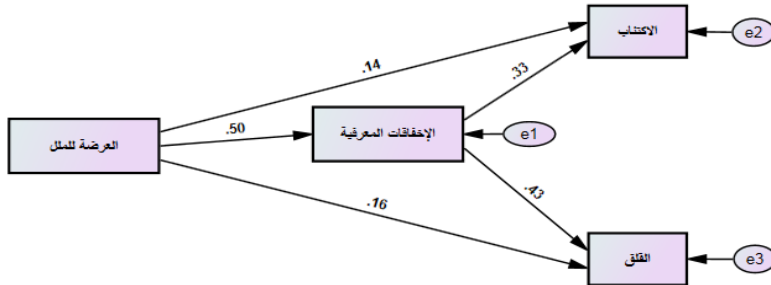 الاكتئاب
e2
.14
.33
.50
العرضة للملل
الإخفاقات المعرفية
e1
.16
.43
القلق
e3